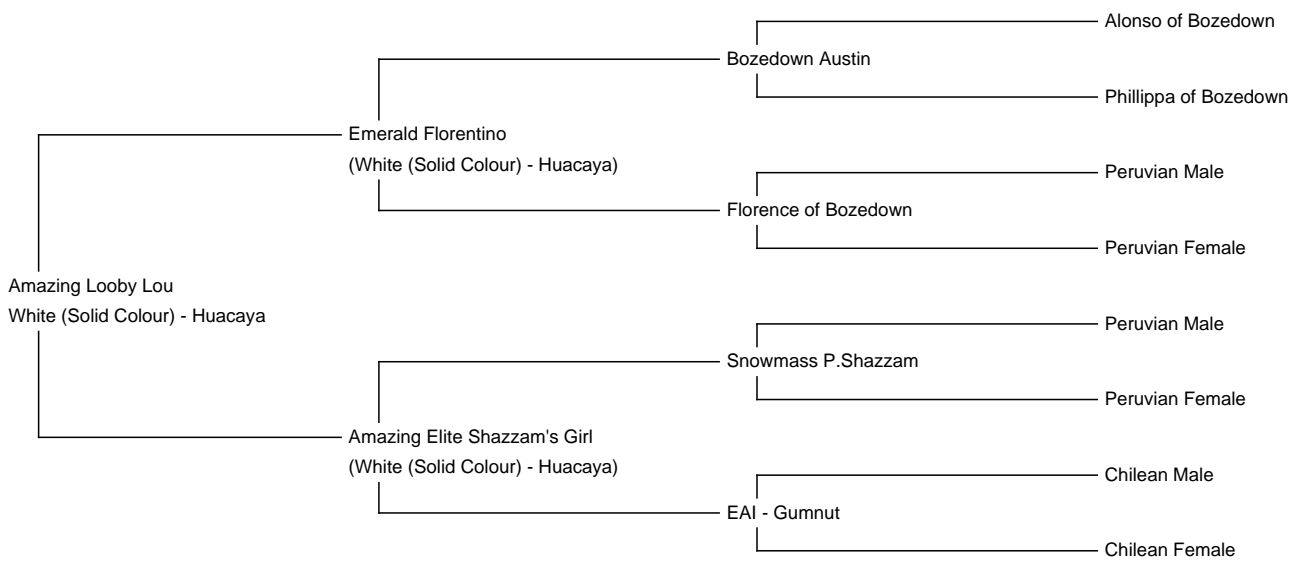 Alonso of Bozedown
Bozedown Austin
Phillippa of Bozedown
Emerald Florentino
(White (Solid Colour) - Huacaya)
Peruvian Male
Florence of Bozedown
Peruvian Female
Amazing Looby Lou
White (Solid Colour) - Huacaya
Peruvian Male
Snowmass P.Shazzam
Peruvian Female
Amazing Elite Shazzam's Girl
(White (Solid Colour) - Huacaya)
Chilean Male
EAI - Gumnut
Chilean Female